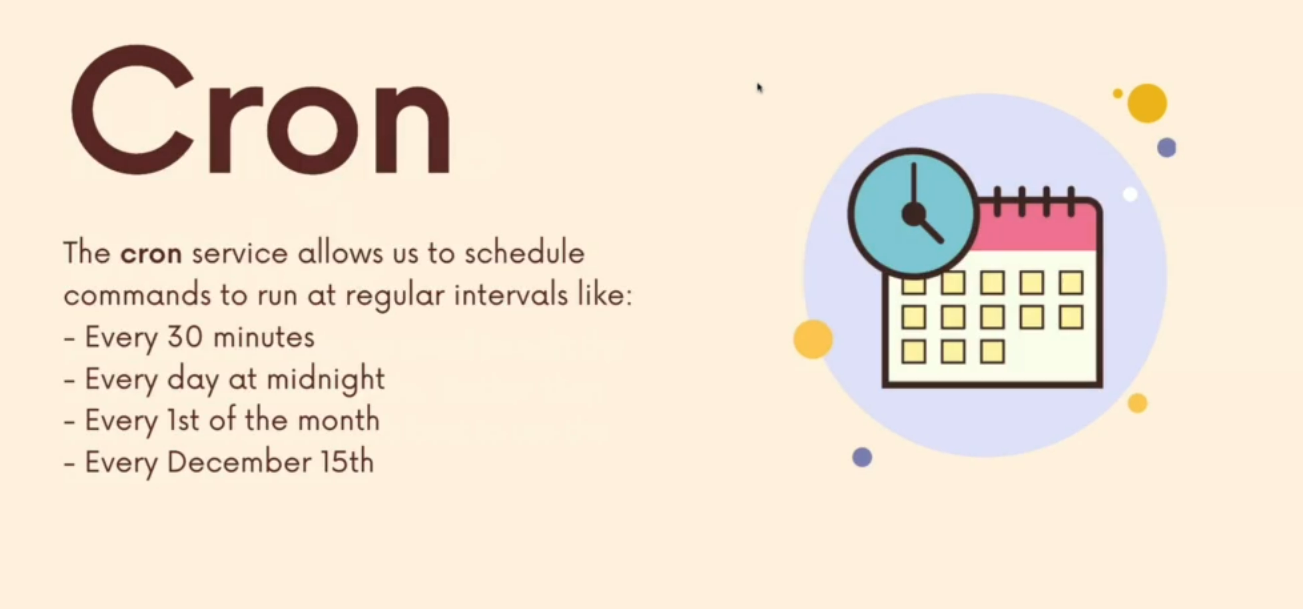 Cron
The cron service allows us to schedule
commands to run at regular intervals like:
- Every 30 minutes
- Every day at midnight
- Every 1st of the month
- Every December 15th